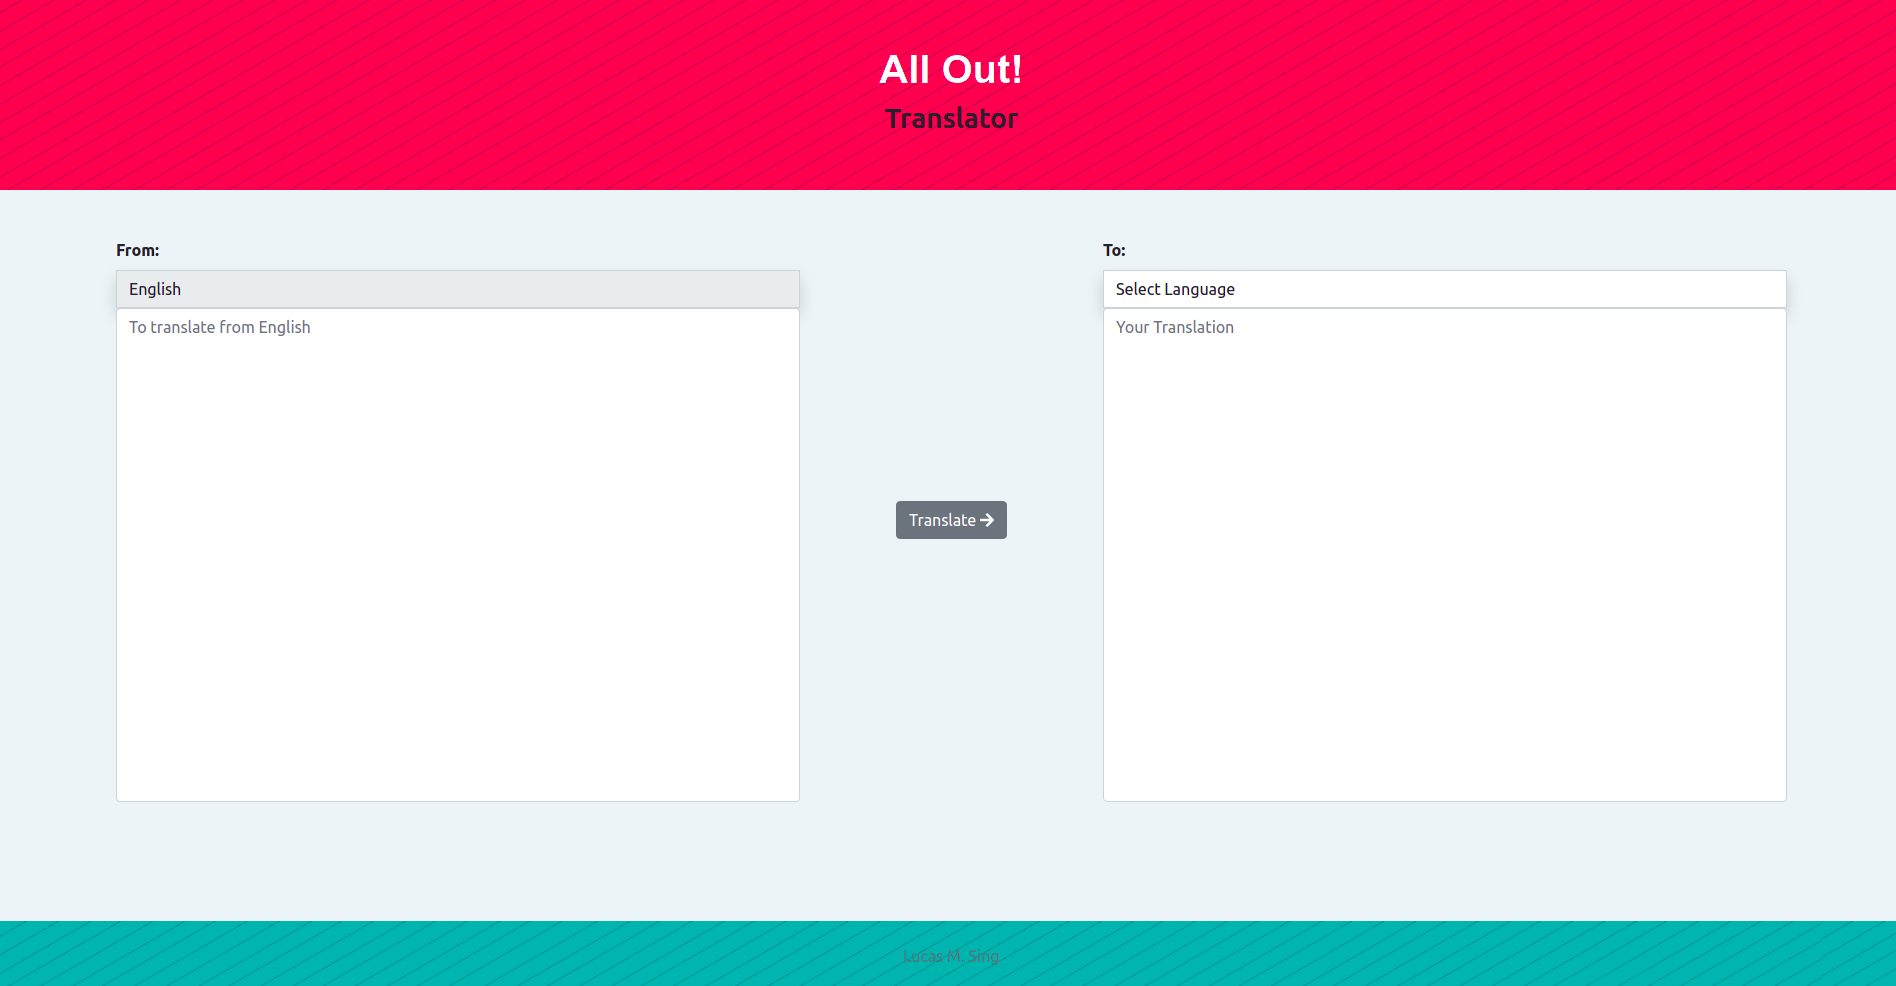 All Out!
Translator
From:
English
To translate from English
Translate
To:
Select Language
Your Translation
Lucas M. Sing